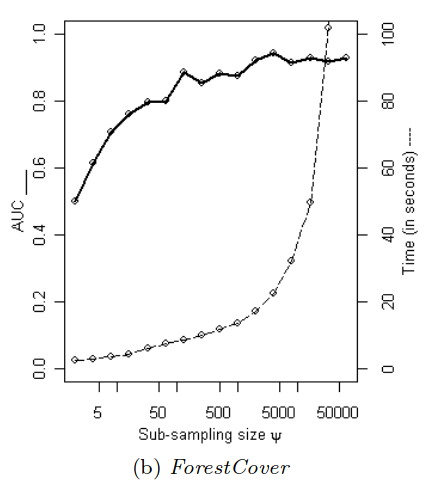 1.0
0.8
0.6
0.4
0.2
0.0
AUC ___
100
80
60
40
20
0
Time (in seconds) ----
5 50 500 5000 50000
Sub-sampling size ψ
(b) ForestCover